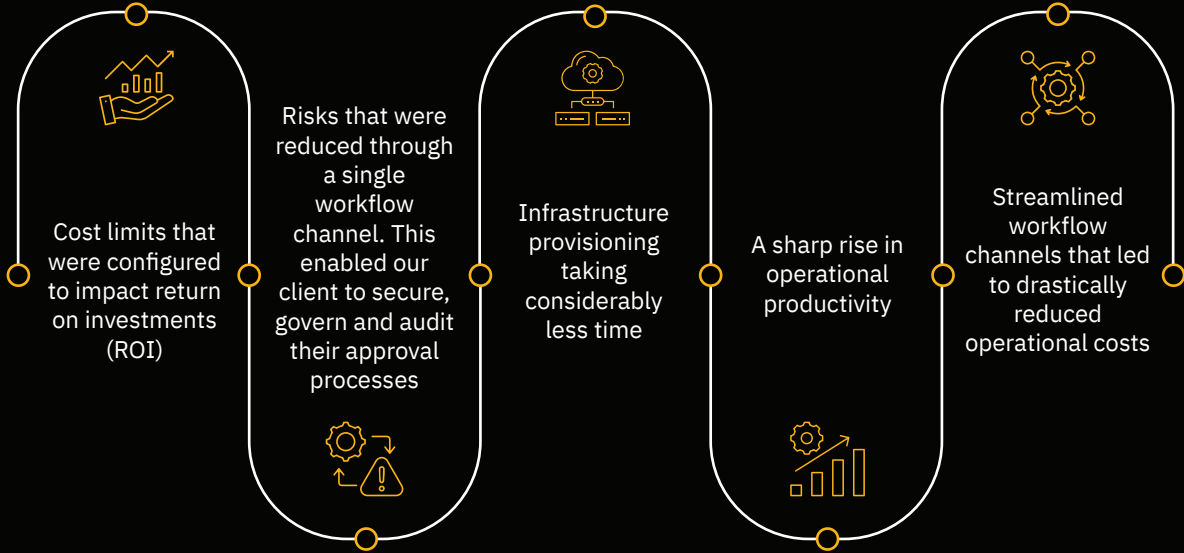 Cost limits that
were configured
to impact return
on investments
(ROI)
Risks that were
reduced through
a single
workflow
channel. This
enabled our
client to secure,
govern and audit
their approval
processes
Infrastructure
provisioning
taking
considerably
less time
A sharp rise in
operational
productivity
Streamlined
workflow
channels that led
to drastically
reduced
operational costs